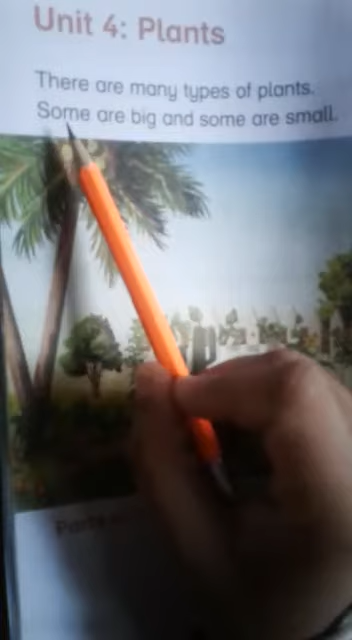 Unit 4: Plants
There are many types of plants.
Some are big and some are small.